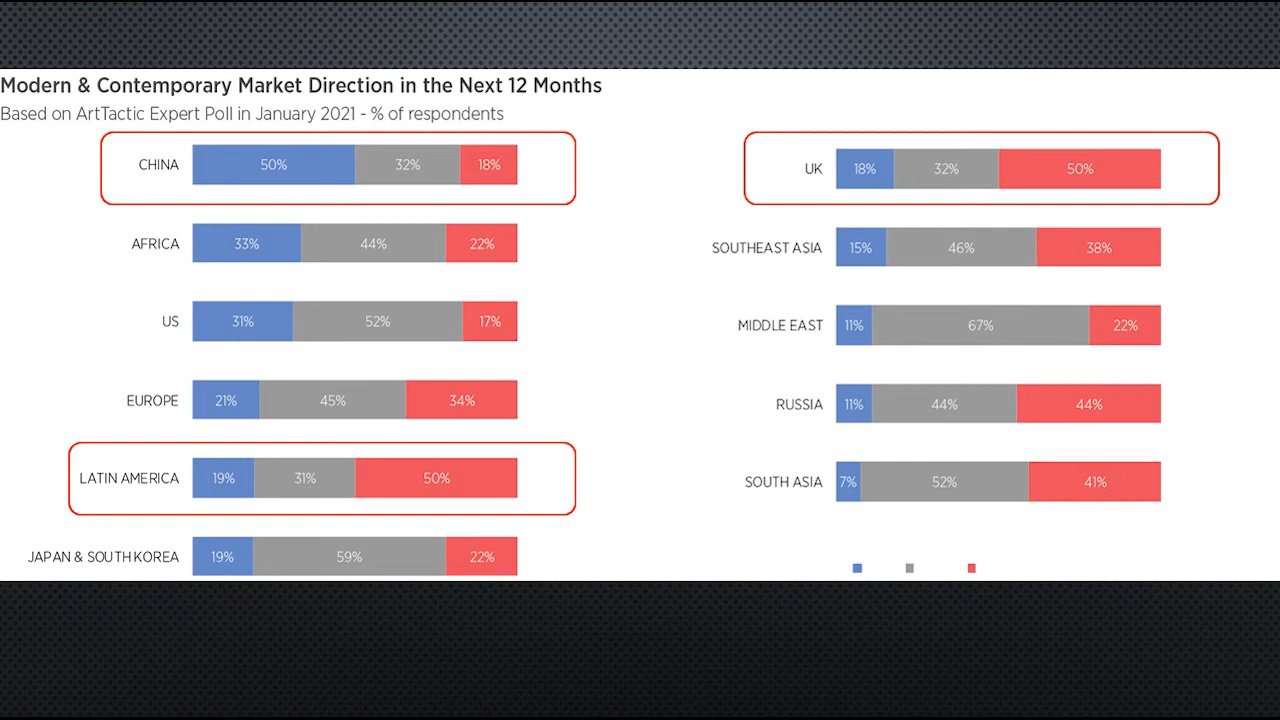 Modern & Contemporary Market Direction in the Next 12 Months
Based on ArtTactic Expert Poll in January 2021 - % of respondents
CHINA 50% 32% 18%
AFRICA 33% 44% 22%
US 31% 52% 17%
EUROPE 21% 45% 34%
LATIN AMERICA 19% 31% 50%
JAPAN & SOUTH KOREA 19% 59% 22%
UK 18% 32% 50%
SOUTHEAST ASIA 15% 46% 38%
MIDDLE EAST 11% 67% 22%
RUSSIA 11% 44% 44%
SOUTH ASIA 7% 52% 41%